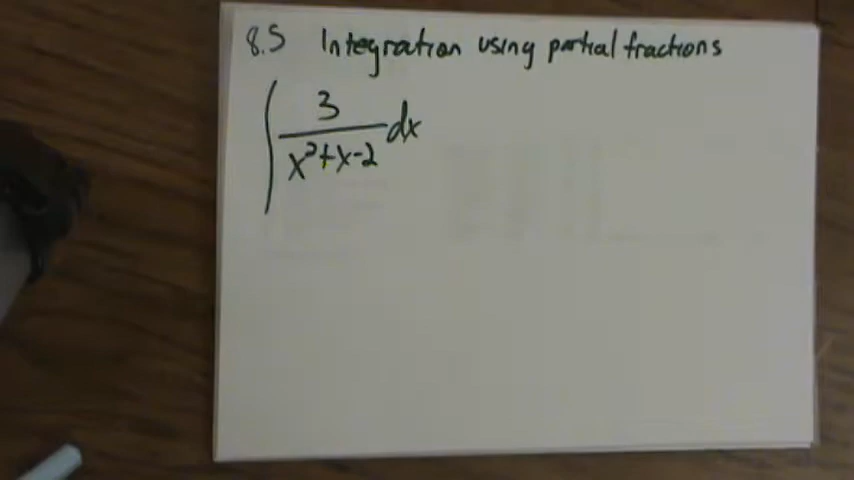 8.5 Integration using partial fractions
∫ 3
x²+x-2 dx